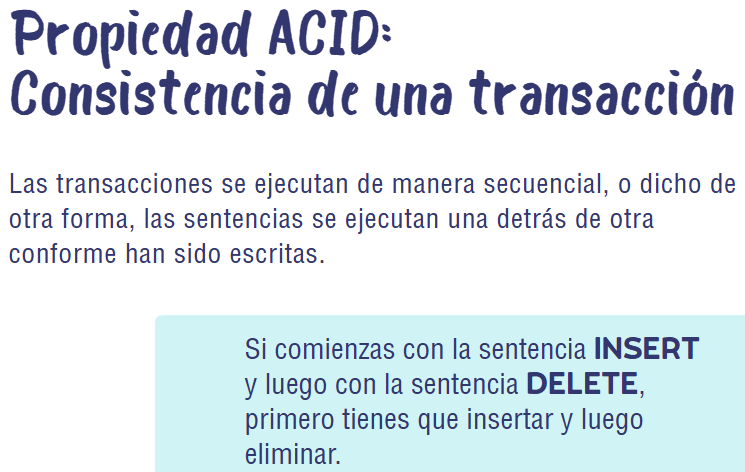 Propiedad ACID:
Consistencia de una transacción
Las transacciones se ejecutan de manera secuencial, o dicho de
otra forma, las sentencias se ejecutan una detrás de otra
conforme han sido escritas.
Si comienzas con la sentencia INSERT
y luego con la sentencia DELETE,
primero tienes que insertar y luego
eliminar.